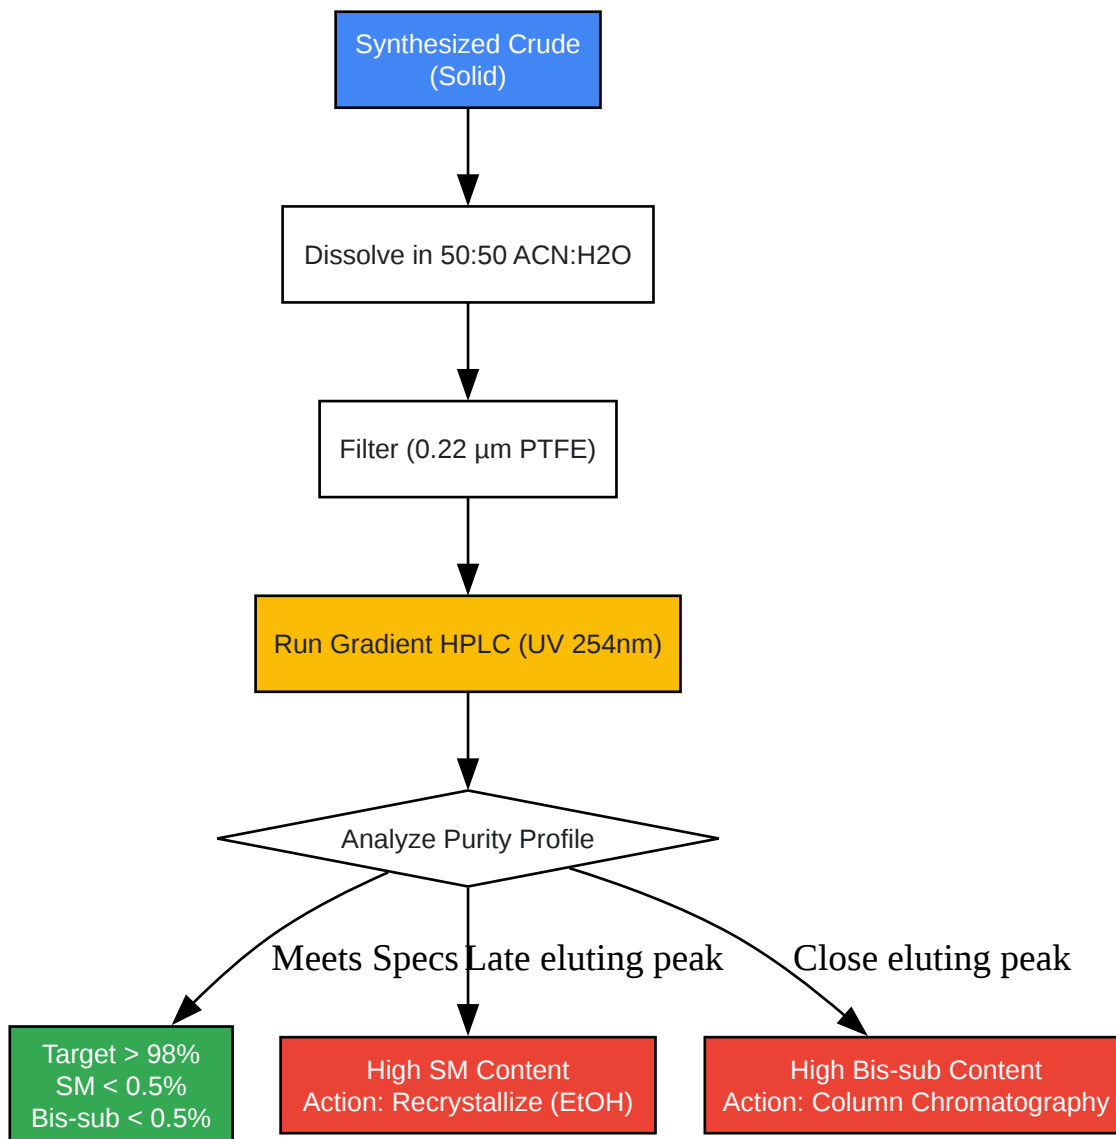 Synthesized Crude
(Solid)
Dissolve in 50:50 ACN:H2O
Filter (0.22 µm PTFE)
Run Gradient HPLC (UV 254nm)
Analyze Purity Profile
Meets Specs
Late eluting peak
Close eluting peak
Target > 98%
SM < 0.5%
Bis-sub < 0.5%
High SM Content
Action: Recrystallize (EtOH)
High Bis-sub Content
Action: Column Chromatography